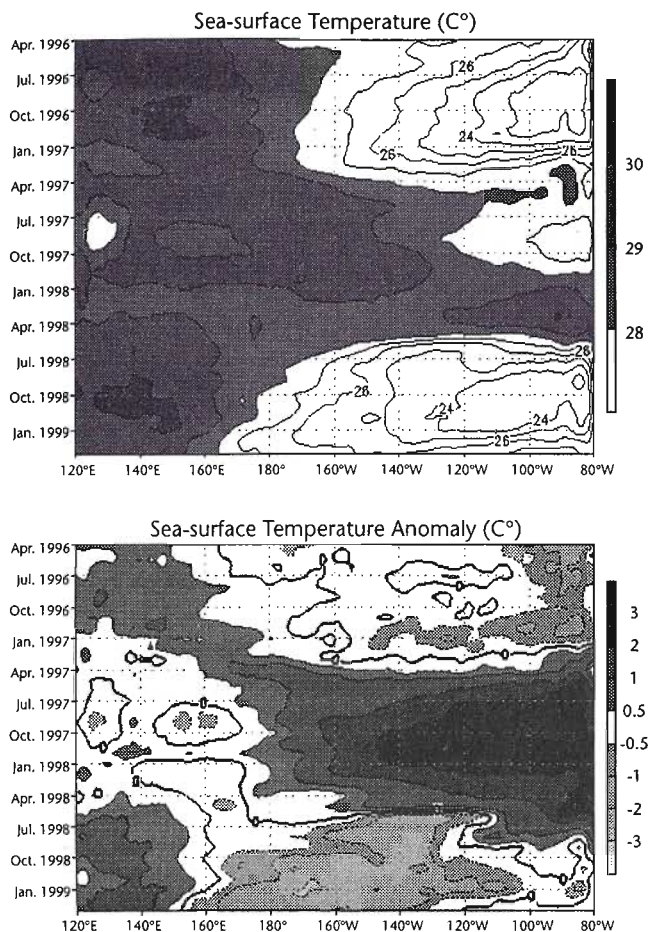 Sea-surface Temperature (C°)
Apr. 1996
Jul. 1996
Oct. 1996
Jan. 1997
Apr. 1997
Jul. 1997
Oct. 1997
Jan. 1998
Apr. 1998
Jul. 1998
Oct. 1998
Jan. 1999
26
24
26
26
26
26
24
24
26
120°E 140°E 160°E 180° 160°W 140°W 120°W 100°W 80°W
30
29
28
Sea-surface Temperature Anomaly (C°)
Apr. 1996
Jul. 1996
Oct. 1996
Jan. 1997
Apr. 1997
Jul. 1997
Oct. 1997
Jan. 1998
Apr. 1998
Jul. 1998
Oct. 1998
Jan. 1999
0
0
0
0
0
0
0
0
0
120°E 140°E 160°E 180° 160°W 140°W 120°W 100°W 80°W
3
2
1
0.5
-0.5
-1
-2
-3